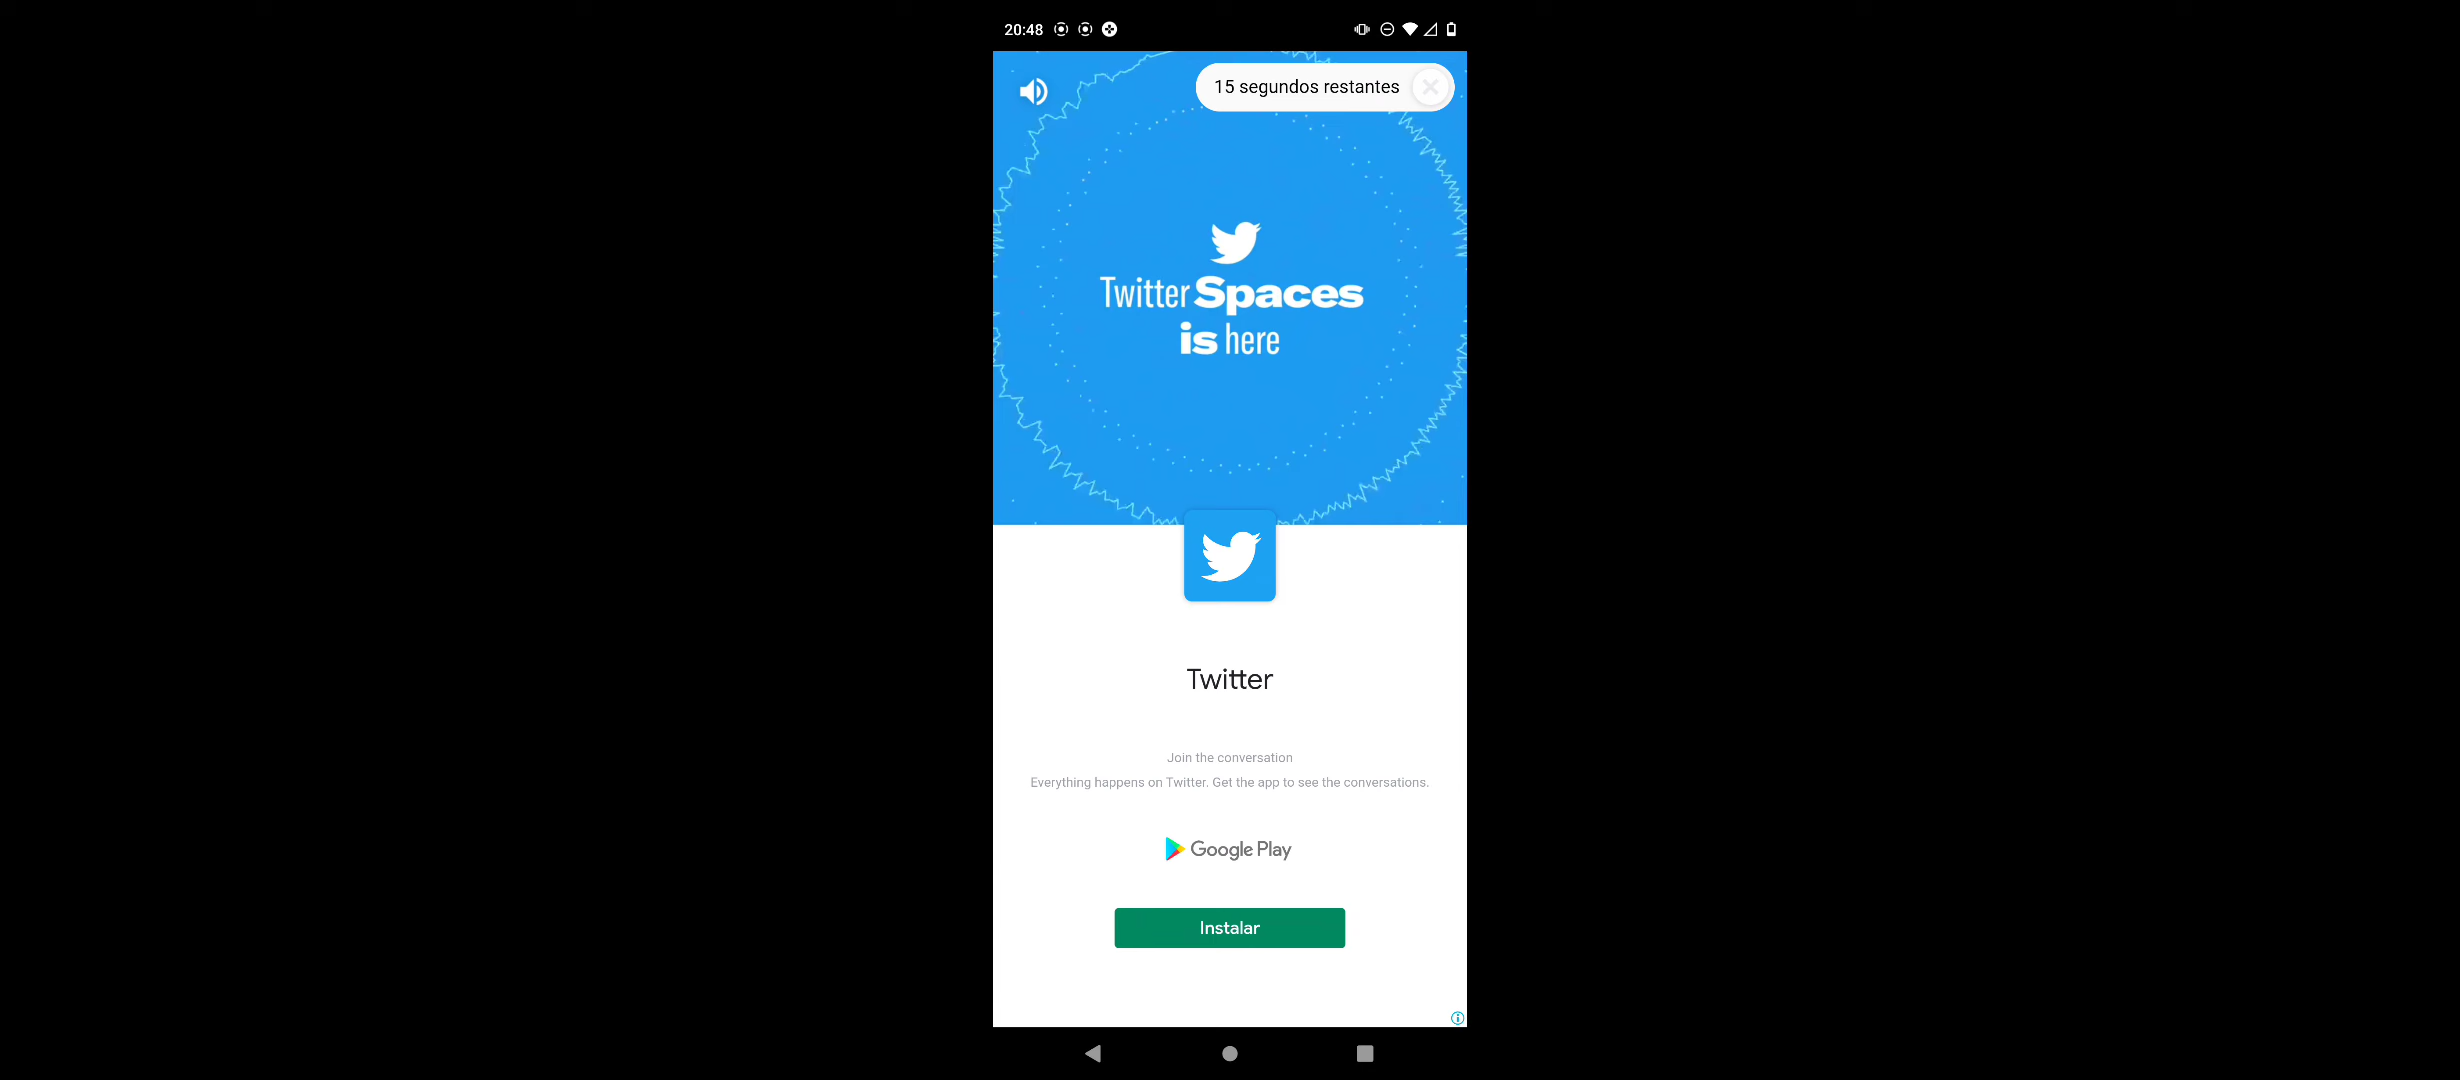 20:48
15 segundos restantes
Twitter Spaces
is here
Twitter
Join the conversation
Everything happens on Twitter. Get the app to see the conversations.
Google Play
Instalar